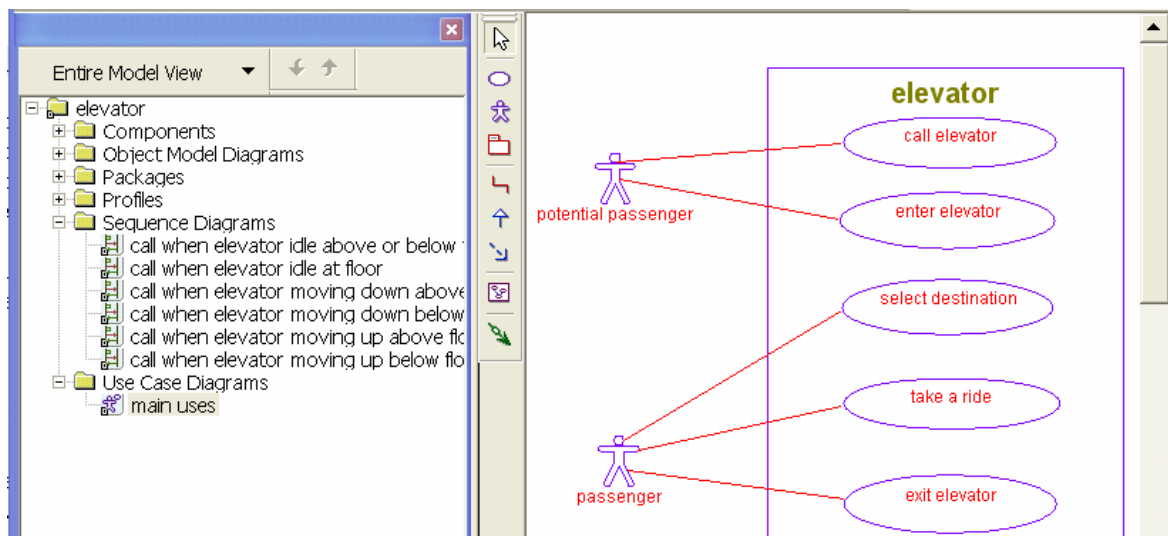 Entire Model View
elevator
Components
Object Model Diagrams
Packages
Profiles
Sequence Diagrams
call when elevator idle above or below
call when elevator idle at floor
call when elevator moving down above
call when elevator moving down below
call when elevator moving up above flo
call when elevator moving up below flo
Use Case Diagrams
main uses
elevator
call elevator
potential passenger
enter elevator
select destination
take a ride
passenger
exit elevator